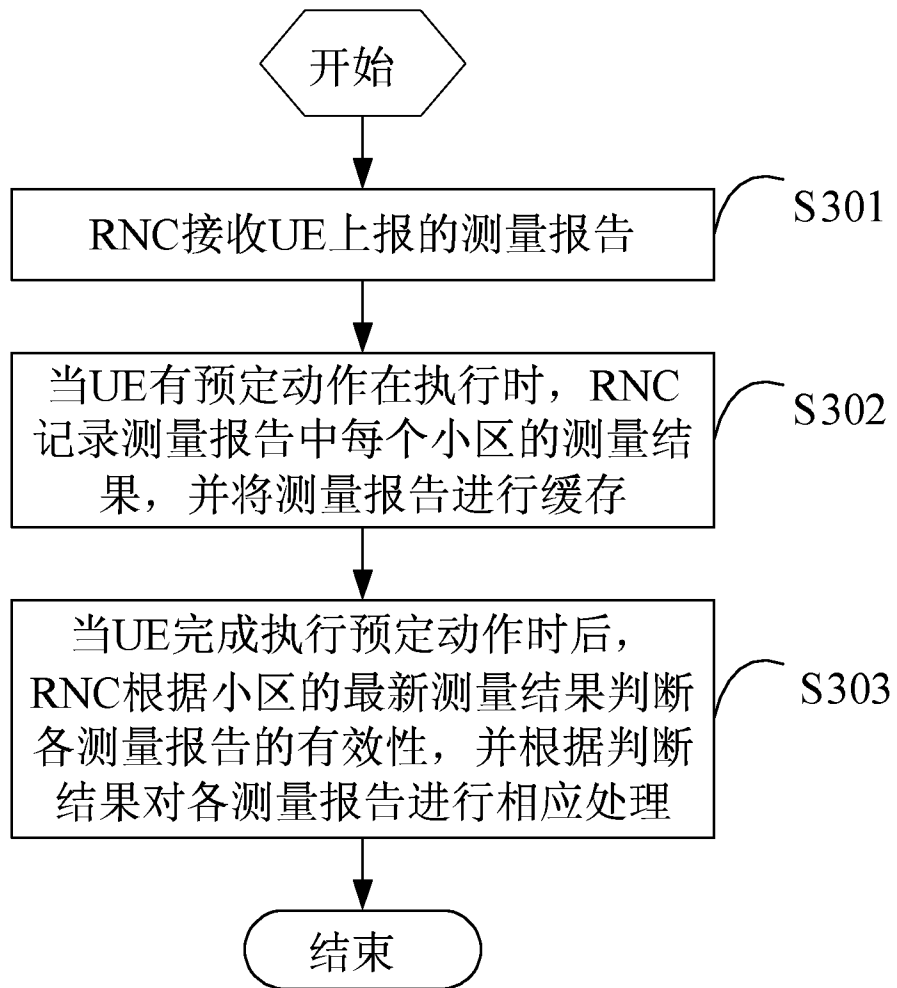 开始
RNC接收UE上报的测量报告
S301
当UE有预定动作在执行时，RNC
记录测量报告中每个小区的测量结
果，并将测量报告进行缓存
S302
当UE完成执行预定动作时后，
RNC根据小区的最新测量结果判断
各测量报告的有效性，并根据判断
结果对各测量报告进行相应处理
S303
结束